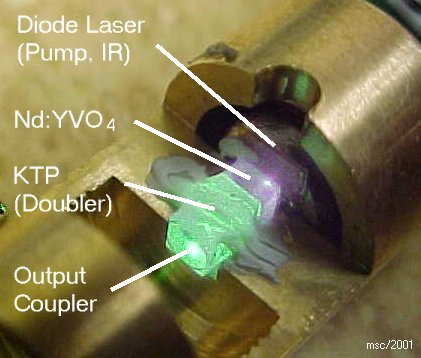 Diode Laser
(Pump, IR)
Nd:YVO4
KTP
(Doubler)
Output
Coupler
msc/2001